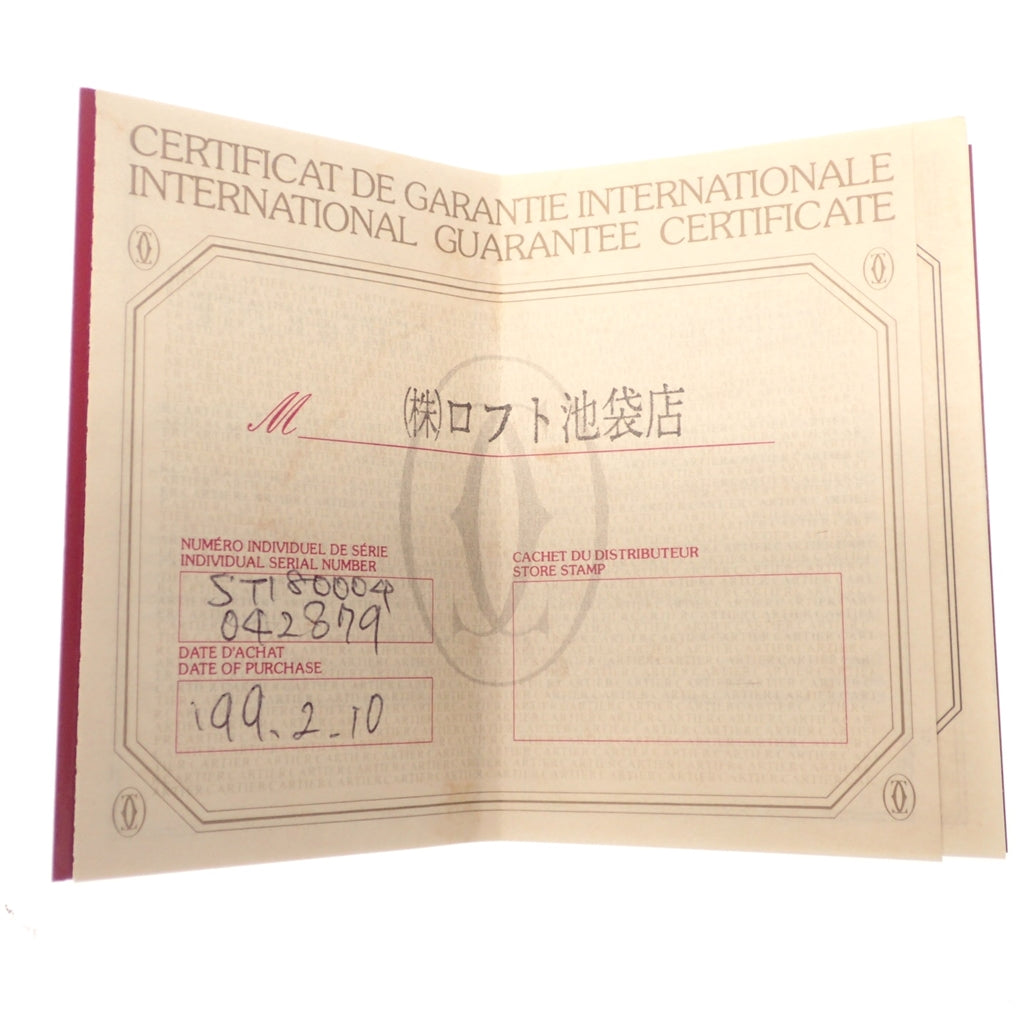 CERTIFICAT DE GARANTIE INTERNATIONALE
INTERNATIONAL GUARANTEE CERTIFICATE
M ㈱ロフト池袋店
NUMÉRO INDIVIDUEL DE SÉRIE
INDIVIDUAL SERIAL NUMBER
ST180004
042879
DATE D'ACHAT
DATE OF PURCHASE
'99.2.10
CACHET DU DISTRIBUTEUR
STORE STAMP